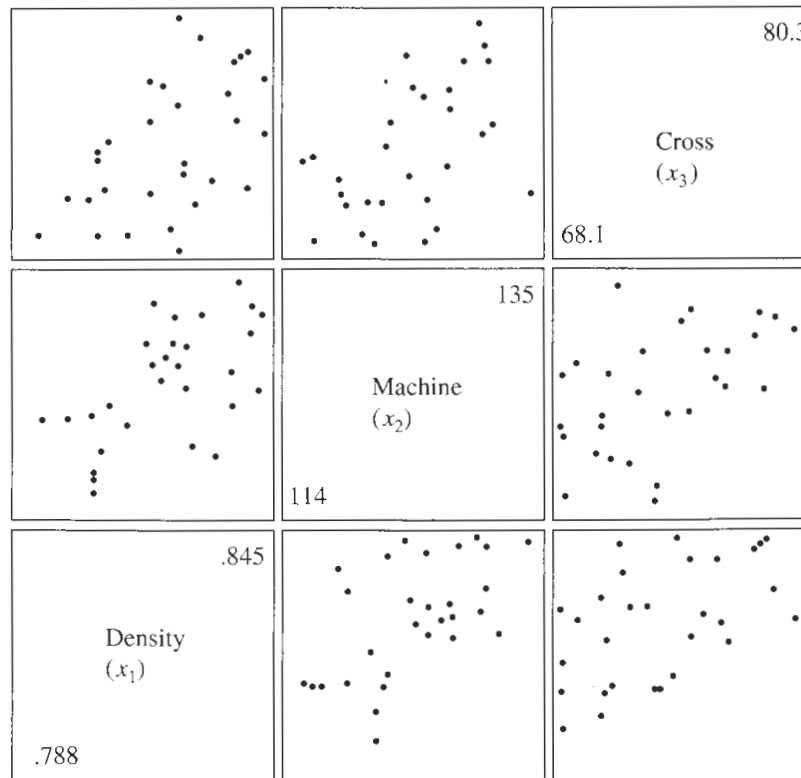 80.3
Cross
(x₃)
68.1
135
Machine
(x₂)
114
.845
Density
(x₁)
.788